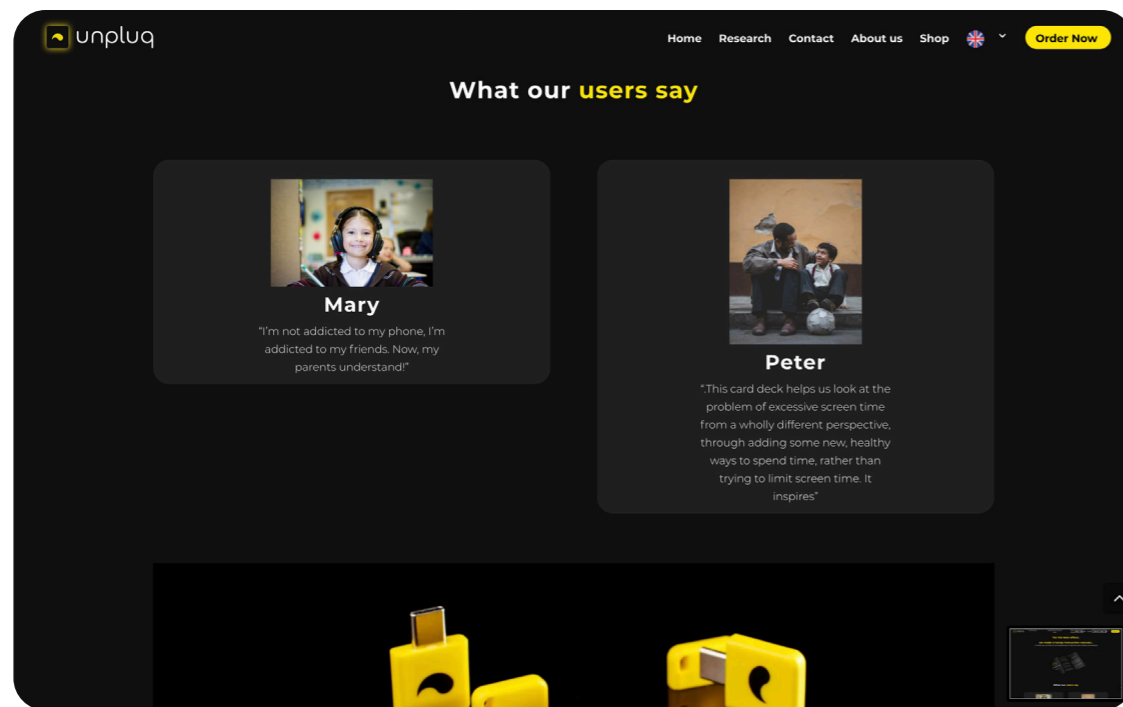 unpluq
Home Research Contact About us Shop Order Now
What our users say
Mary
“I’m not addicted to my phone, I’m
addicted to my friends. Now, my
parents understand!”
Peter
“.This card deck helps us look at the
problem of excessive screen time
from a wholly different perspective,
through adding some new, healthy
ways to spend time, rather than
trying to limit screen time. It
inspires”